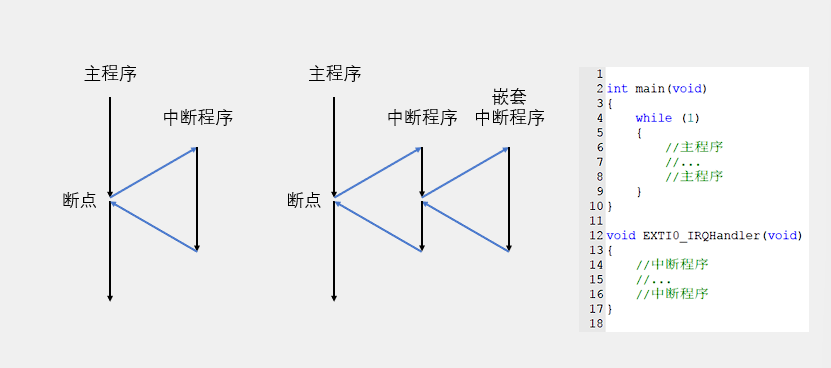 主程序
中断程序
断点
主程序
中断程序
嵌套
中断程序
断点
1
2 int main(void)
3 {
4     while (1)
5     {
6         //主程序
7         //...
8         //主程序
9     }
10 }
11
12 void EXTI0_IRQHandler(void)
13 {
14     //中断程序
15     //...
16     //中断程序
17 }
18